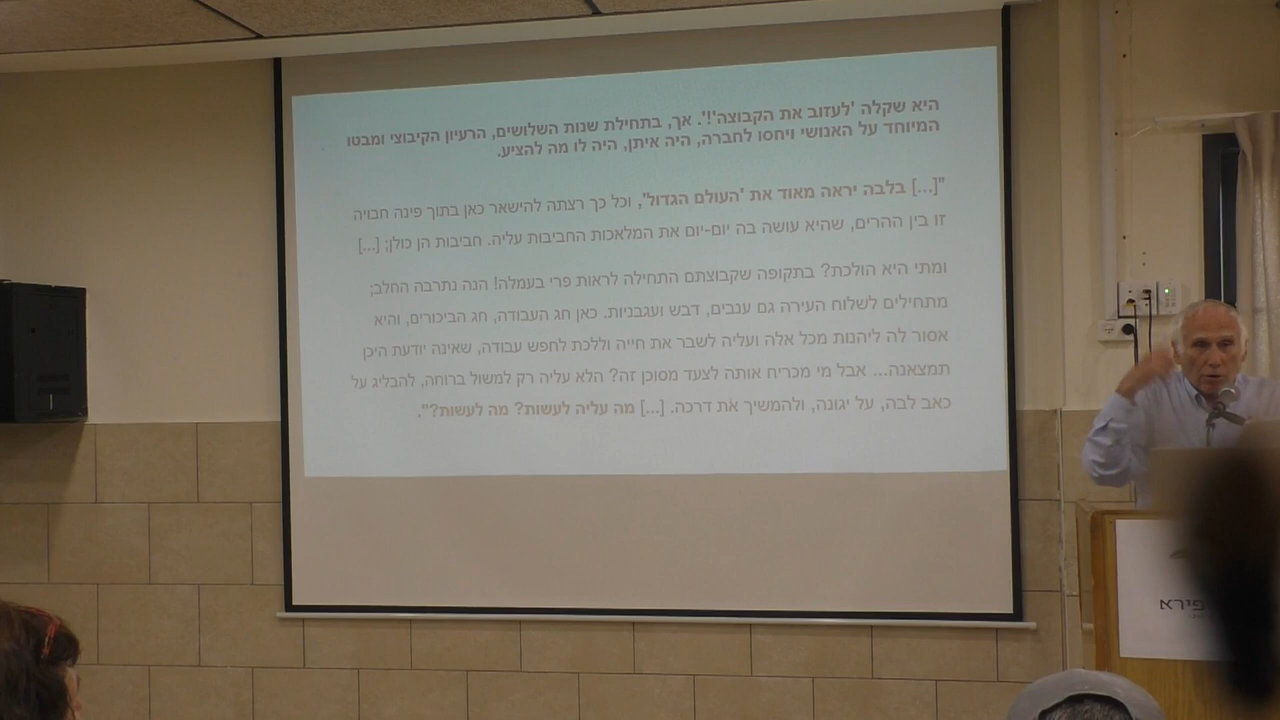 היא שקלה 'לעזוב את הקבוצה'!'. אך, בתחילת שנות השלושים, הרעיון הקיבוצי ומבטו
המיוחד על האנושי ויחסו לחברה, היה איתן, היה לו מה להציע.
"[...] בלבה יראה מאוד את 'העולם הגדול', וכל כך רצתה להישאר כאן בתוך פינה חבויה
זו בין ההרים, שהיא עושה בה יום-יום את המלאכות החביבות עליה. חביבות הן כולן; [...]
ומתי היא הולכת? בתקופה שקבוצתם התחילה לראות פרי בעמלה! הנה נתרבה החלב;
מתחילים לשלוח העירה גם ענבים, דבש ועגבניות. כאן חג העבודה, חג הביכורים, והיא
אסור לה ליהנות מכל אלה ועליה לשבר את חייה וללכת לחפש עבודה, שאינה יודעת היכן
תמצאנה... אבל מי מכריח אותה לצעד מסוכן זה? הלא עליה רק למשול ברוחה, להבליג על
כאב לבה, על יגונה, ולהמשיך את דרכה. [...] מה עליה לעשות? מה לעשות?".
פירא